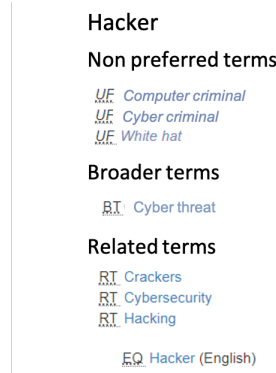 Hacker
Non preferred terms
UF Computer criminal
UF Cyber criminal
UF White hat
Broader terms
BT Cyber threat
Related terms
RT Crackers
RT Cybersecurity
RT Hacking
EQ Hacker (English)